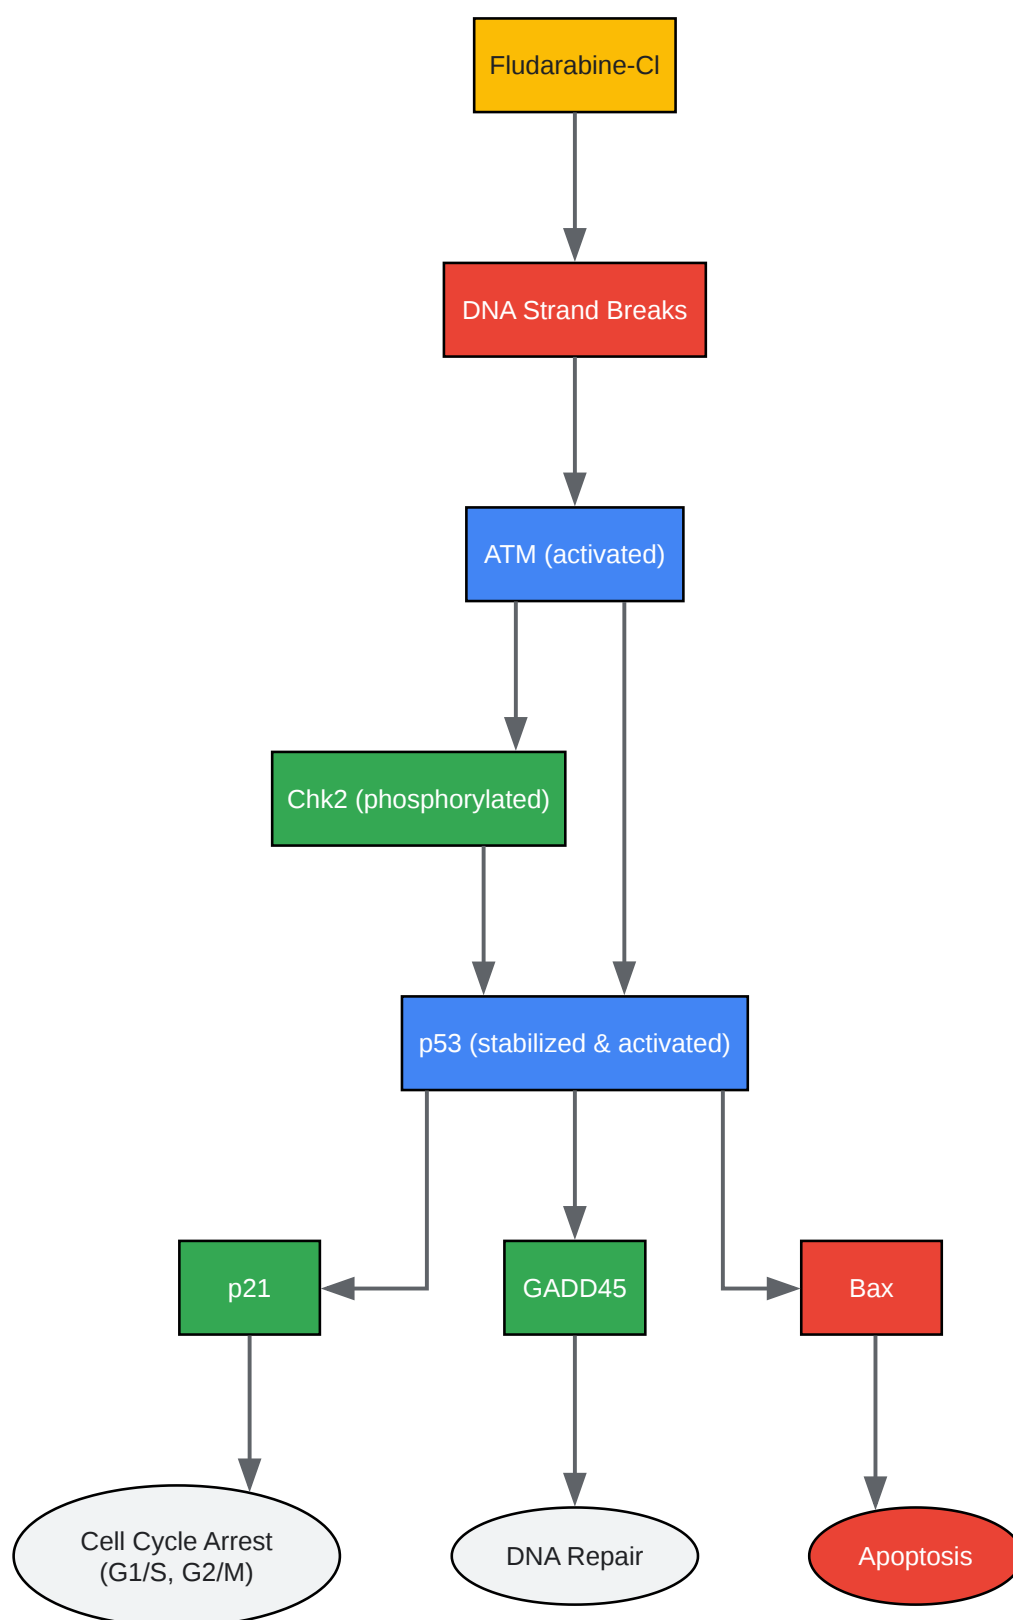 Fludarabine-Cl
DNA Strand Breaks
ATM (activated)
Chk2 (phosphorylated)
p53 (stabilized & activated)
p21
GADD45
Bax
Cell Cycle Arrest
(G1/S, G2/M)
DNA Repair
Apoptosis